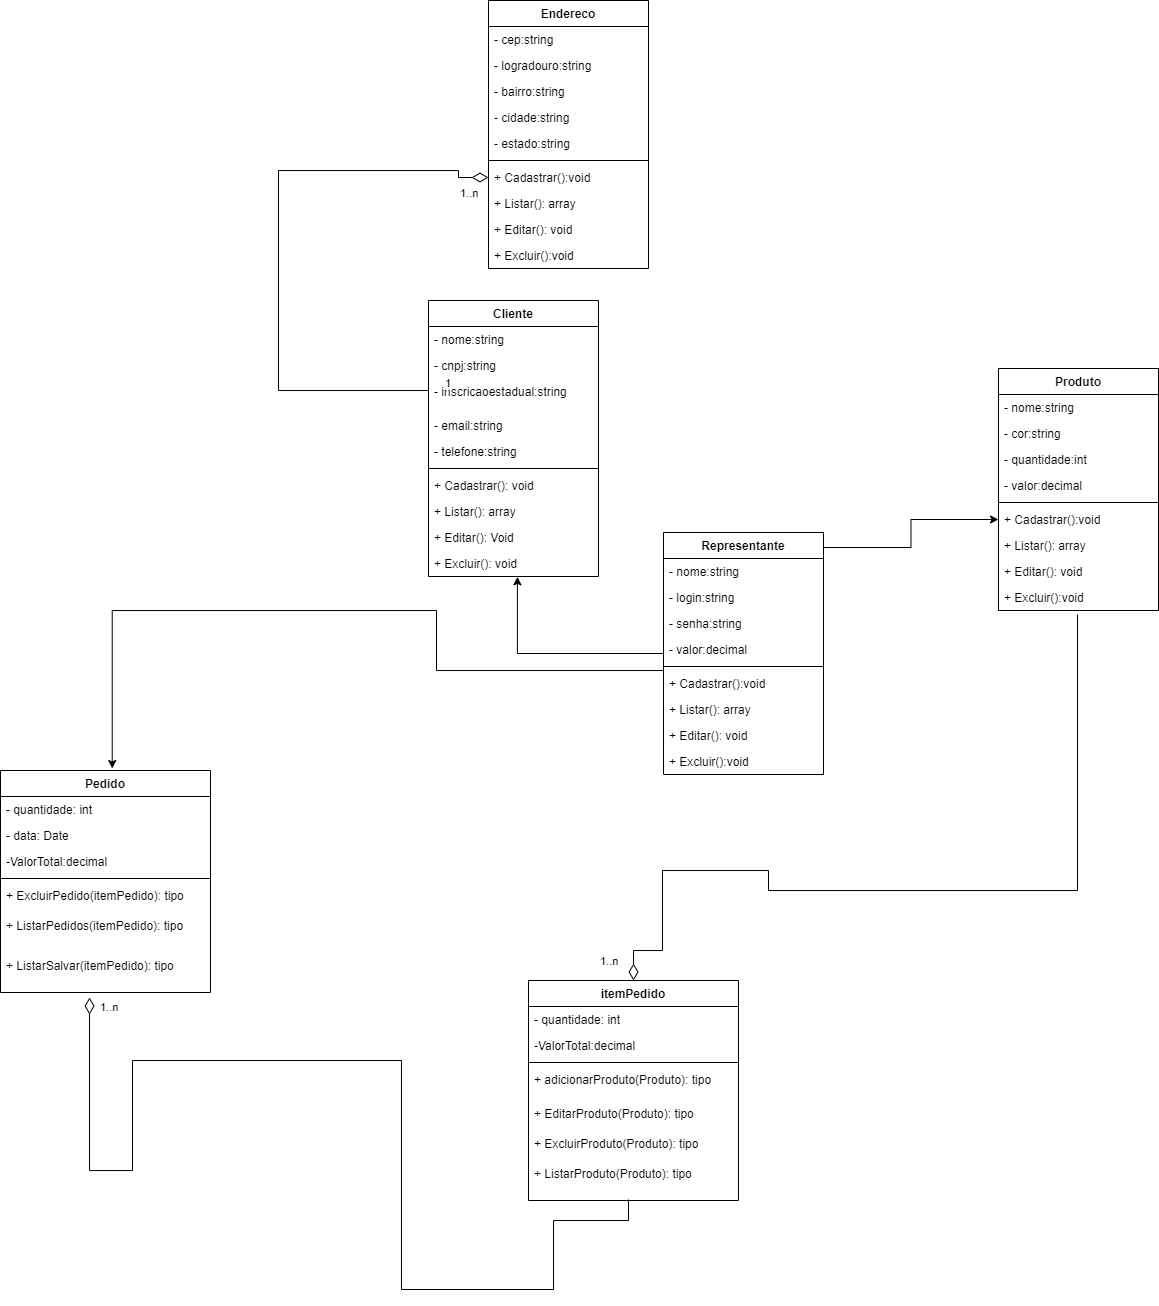 Endereco
- cep:string
- logradouro:string
- bairro:string
- cidade:string
- estado:string
+ Cadastrar():void
+ Listar(): array
+ Editar(): void
+ Excluir():void
1..n
Cliente
- nome:string
- cnpj:string
1
- inscricaoestadual:string
- email:string
- telefone:string
+ Cadastrar(): void
+ Listar(): array
+ Editar(): Void
+ Excluir(): void
Produto
- nome:string
- cor:string
- quantidade:int
- valor:decimal
+ Cadastrar():void
+ Listar(): array
+ Editar(): void
+ Excluir():void
Representante
- nome:string
- login:string
- senha:string
- valor:decimal
+ Cadastrar():void
+ Listar(): array
+ Editar(): void
+ Excluir():void
Pedido
- quantidade: int
- data: Date
-ValorTotal:decimal
+ ExcluirPedido(itemPedido): tipo
+ ListarPedidos(itemPedido): tipo
+ ListarSalvar(itemPedido): tipo
1..n
1..n
itemPedido
- quantidade: int
-ValorTotal:decimal
+ adicionarProduto(Produto): tipo
+ EditarProduto(Produto): tipo
+ ExcluirProduto(Produto): tipo
+ ListarProduto(Produto): tipo